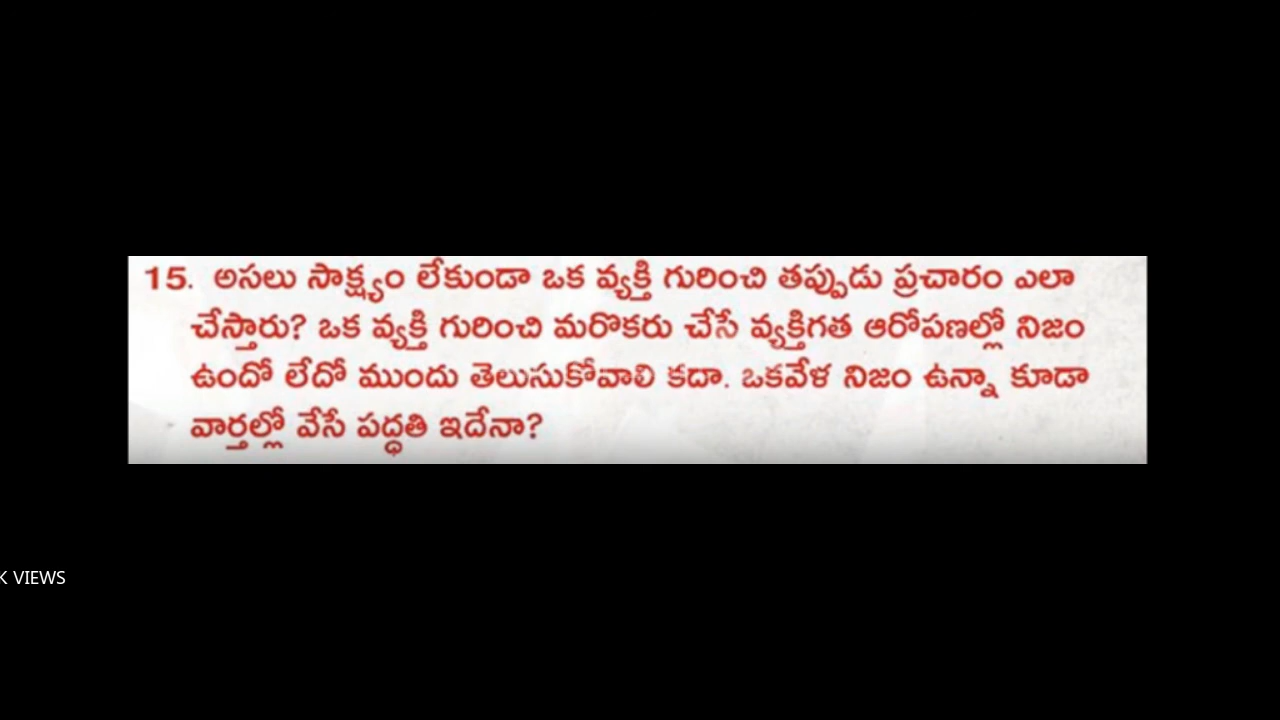 15. అసలు సాక్ష్యం లేకుండా ఒక వ్యక్తి గురించి తప్పుడు ప్రచారం ఎలా
చేస్తారు? ఒక వ్యక్తి గురించి మరొకరు చేసే వ్యక్తిగత ఆరోపణల్లో నిజం
ఉందో లేదో ముందు తెలుసుకోవాలి కదా. ఒకవేళ నిజం ఉన్నా కూడా
వార్తల్లో వేసే పద్ధతి ఇదేనా?
K VIEWS